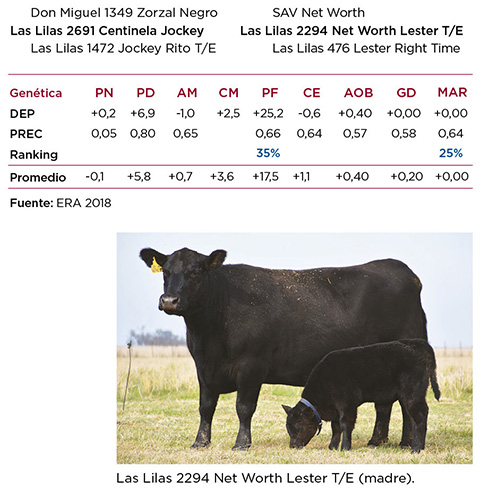 Don Miguel 1349 Zorzal Negro
Las Lilas 2691 Centinela Jockey
Las Lilas 1472 Jockey Rito T/E
SAV Net Worth
Las Lilas 2294 Net Worth Lester T/E
Las Lilas 476 Lester Right Time
Genética PN PD AM CM PF CE AOB GD MAR
DEP +0,2 +6,9 -1,0 +2,5 +25,2 -0,6 +0,40 +0,00 +0,00
PREC 0,05 0,80 0,65 0,66 0,64 0,57 0,58 0,64
Ranking 35% 25%
Promedio -0,1 +5,8 +0,7 +3,6 +17,5 +1,1 +0,40 +0,20 +0,00
Fuente: ERA 2018
Las Lilas 2294 Net Worth Lester T/E (madre).